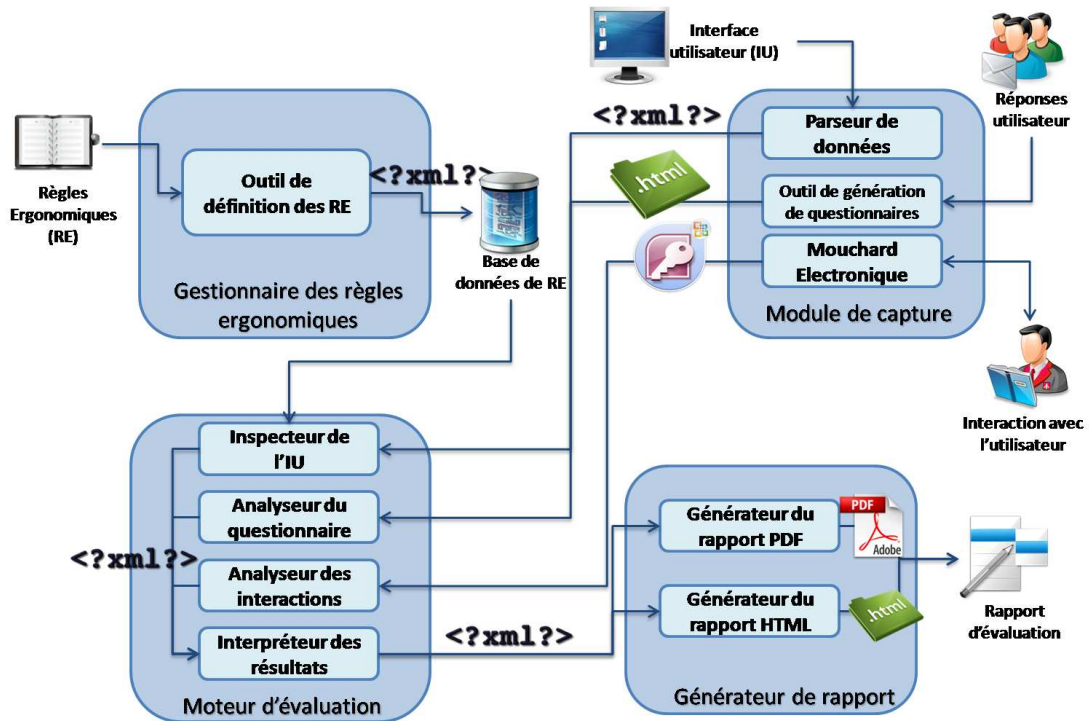 Interface
utilisateur (IU)
Réponses
utilisateur
<?xml?>
Parseur de
données
.html
Outil de génération
de questionnaires
Mouchard
Electronique
Module de capture
Interaction avec
l'utilisateur
Règles
Ergonomiques
(RE)
Outil de
définition des RE
<?xml?>
Base de
données de RE
Gestionnaire des règles
ergonomiques
Inspecteur de
l'IU
Analyseur du
questionnaire
<?xml?>
Analyseur des
interactions
Interpréteur des
résultats
Moteur d'évaluation
<?xml?>
Générateur du
rapport PDF
PDF
Adobe
Générateur du
rapport HTML
.html
Générateur de rapport
Rapport
d'évaluation